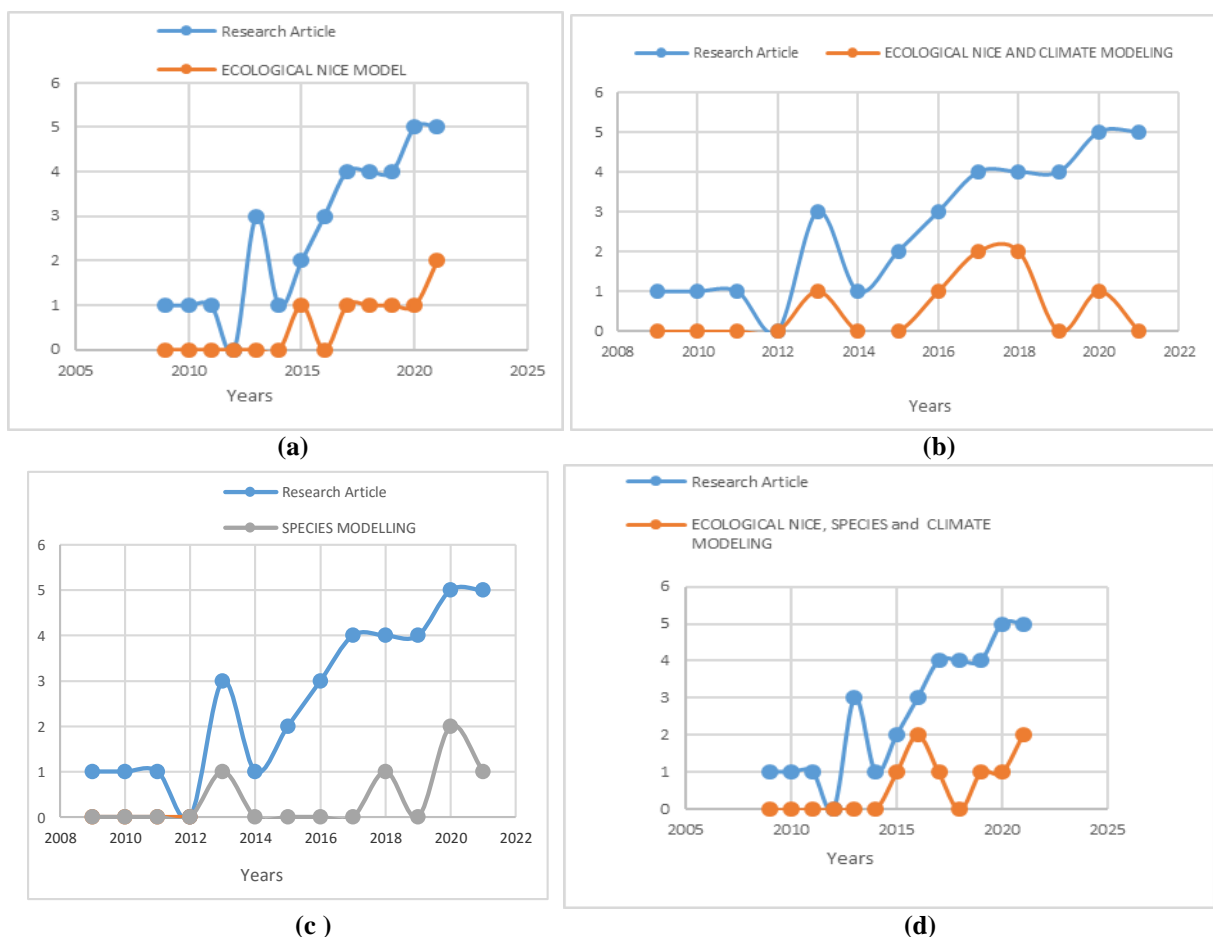 Research Article
ECOLOGICAL NICE MODEL
6
5
4
3
2
1
0
2005 2010 2015 2020 2025
Years
(a)
Research Article ECOLOGICAL NICE AND CLIMATE MODELING
6
5
4
3
2
1
0
2008 2010 2012 2014 2016 2018 2020 2022
Years
(b)
Research Article
SPECIES MODELLING
6
5
4
3
2
1
0
2008 2010 2012 2014 2016 2018 2020 2022
Years
(c )
Research Article
ECOLOGICAL NICE, SPECIES and CLIMATE
MODELING
6
5
4
3
2
1
0
2005 2010 2015 2020 2025
Years
(d)